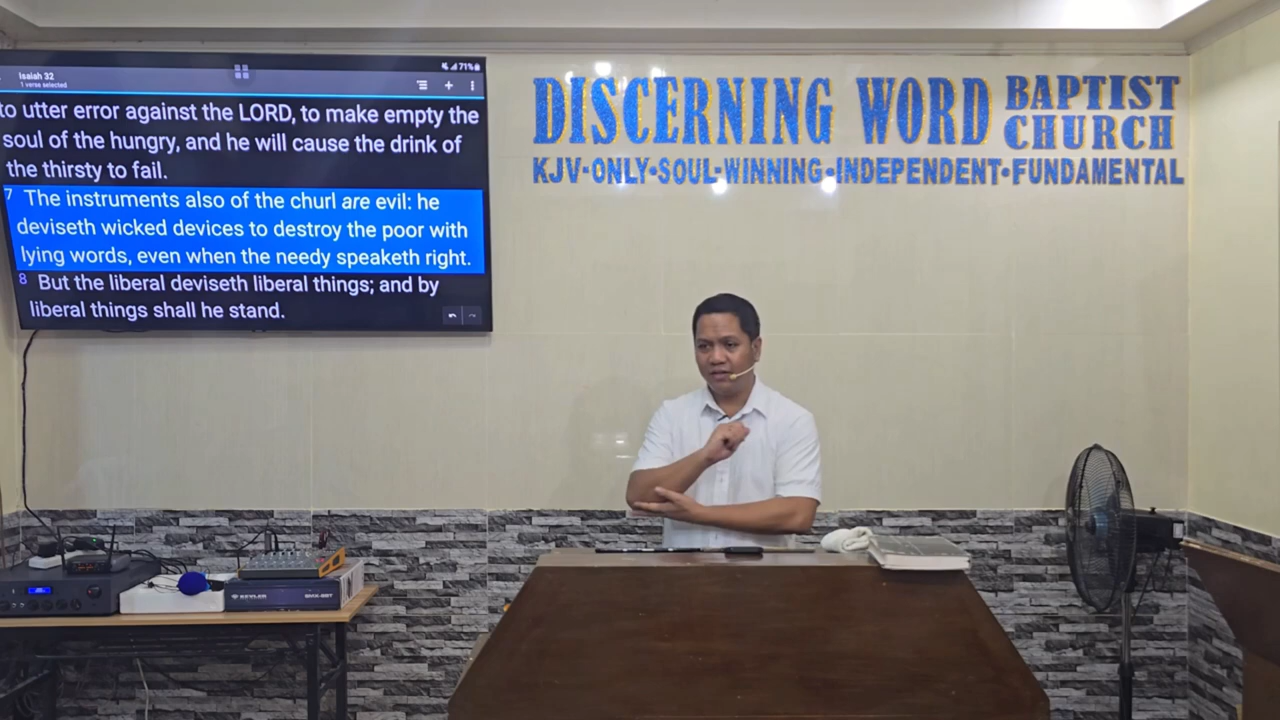 Isaiah 32
1 verse selected
71%
to utter error against the LORD, to make empty the
soul of the hungry, and he will cause the drink of
the thirsty to fail.
7 The instruments also of the churl are evil: he
deviseth wicked devices to destroy the poor with
lying words, even when the needy speaketh right.
8 But the liberal deviseth liberal things; and by
liberal things shall he stand.
DISCERNING WORD BAPTIST CHURCH
KJV-ONLY•SOUL-WINNING•INDEPENDENT•FUNDAMENTAL
KEVLER